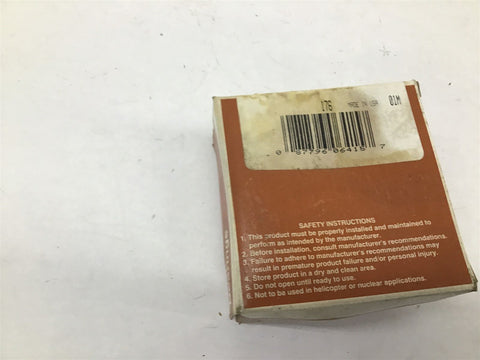 176 MADE IN USA 01M
0 87796 06418 7
SAFETY INSTRUCTIONS
1. This product must be properly installed and maintained to
perform as intended by the manufacturer.
2. Before installation, consult manufacturer's recommendations.
3. Failure to adhere to manufacturer's recommendations may
result in premature product failure and/or personal injury.
4. Store product in a dry and clean area.
5. Do not open until ready to use.
6. Not to be used in helicopter or nuclear applications.